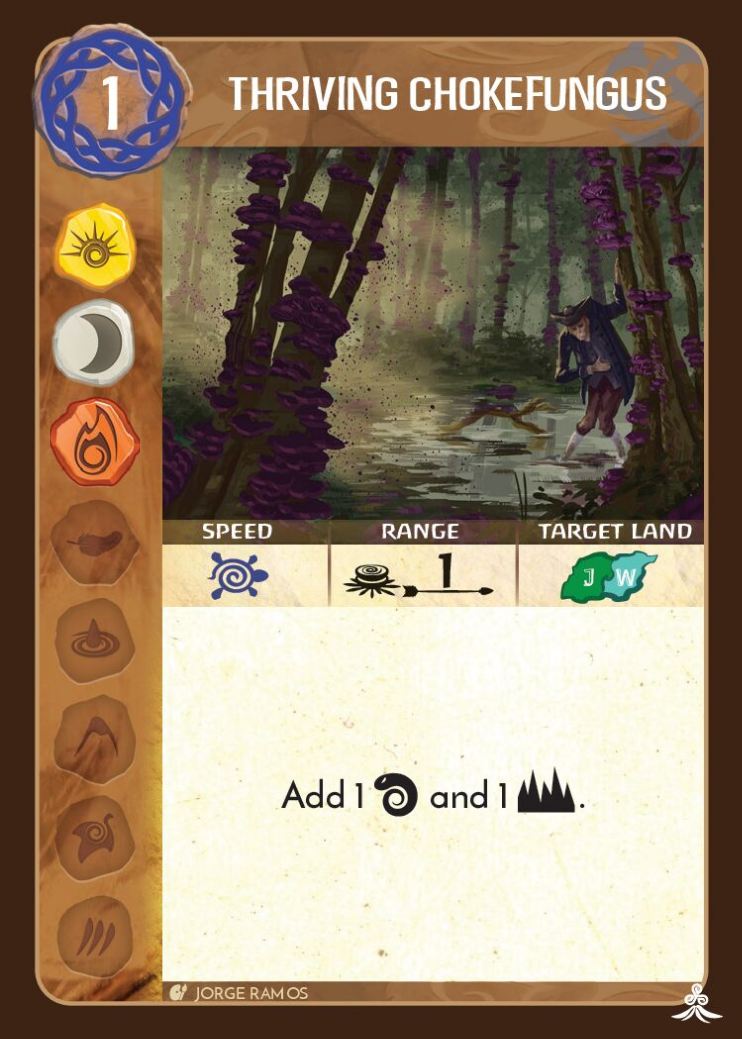 1
THRIVING CHOKEFUNGUS
SPEED RANGE TARGET LAND
1 J W
Add 1 and 1 .
JORGE RAMOS